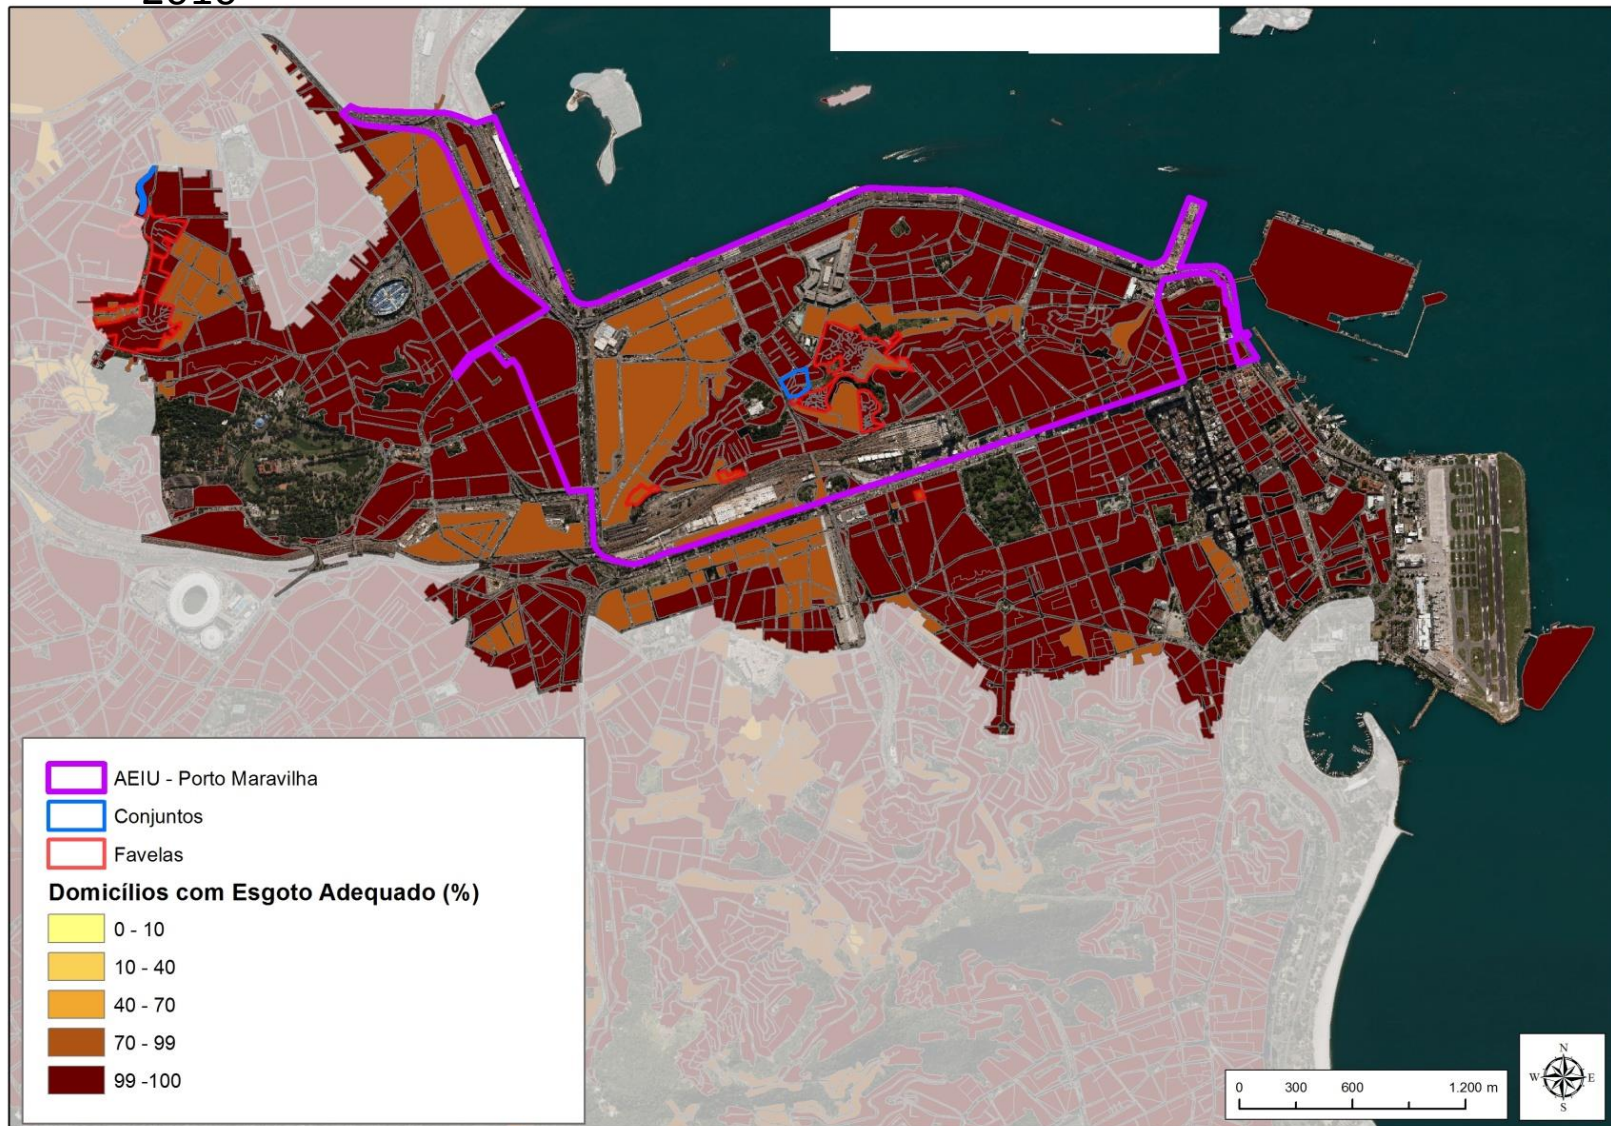 AEIU - Porto Maravilha
Conjuntos
Favelas
Domicílios com Esgoto Adequado (%)
0 - 10
10 - 40
40 - 70
70 - 99
99 -100
0 300 600 1.200 m
N
W E
S